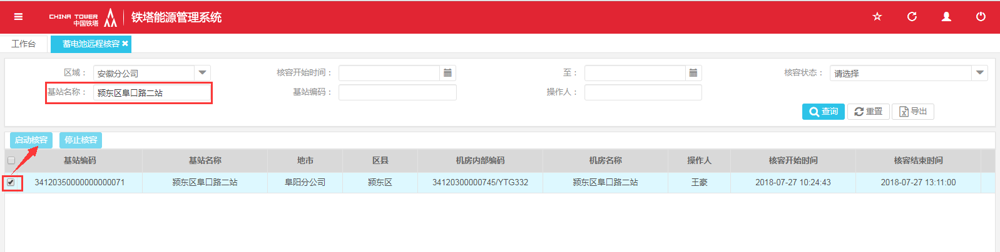 CHINA TOWER
中国铁塔
铁塔能源管理系统
工作台 蓄电池远程核容
区域： 安徽分公司 核容开始时间： 至： 核容状态： 请选择
基站名称： 颍东区阜口路二站 基站编码： 操作人：
查询 重置 导出
启动核容 停止核容
基站编码 基站名称 地市 区县 机房内部编码 机房名称 操作人 核容开始时间 核容结束时间
34120350000000000071 颍东区阜口路二站 阜阳分公司 颍东区 34120300000745/YTG332 颍东区阜口路二站 王豪 2018-07-27 10:24:43 2018-07-27 13:11:00